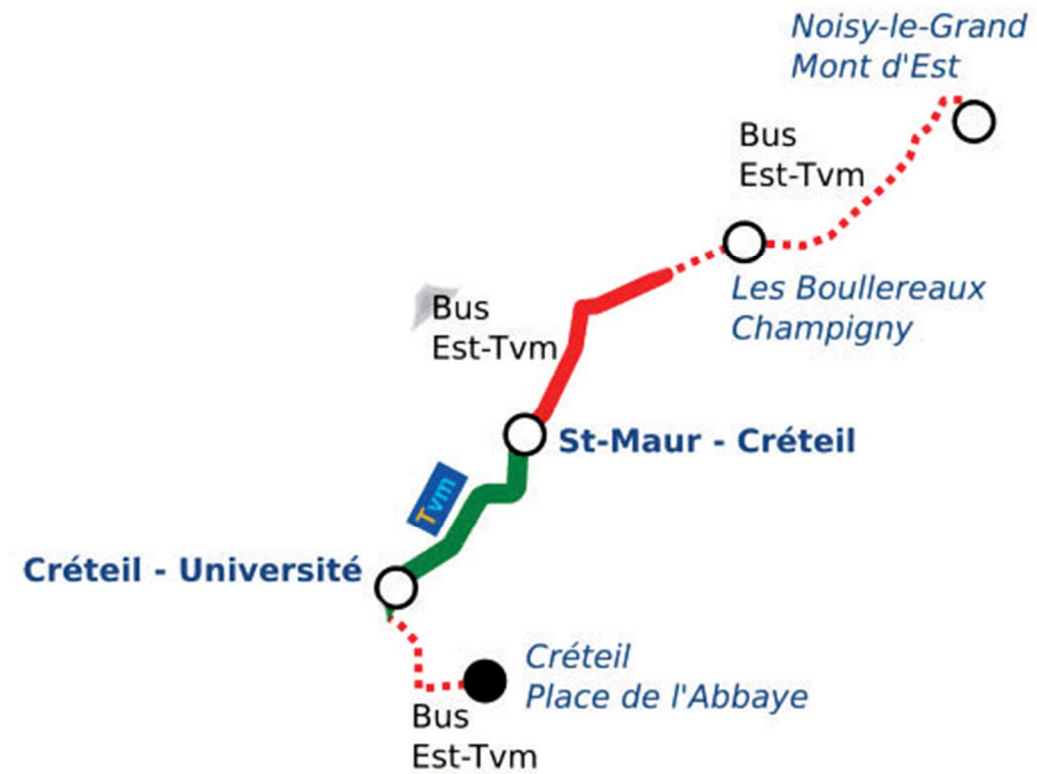 Noisy-le-Grand
Mont d'Est
Bus
Est-Tvm
Les Boullereaux
Champigny
Bus
Est-Tvm
St-Maur - Créteil
Tvm
Créteil - Université
Créteil
Place de l'Abbaye
Bus
Est-Tvm